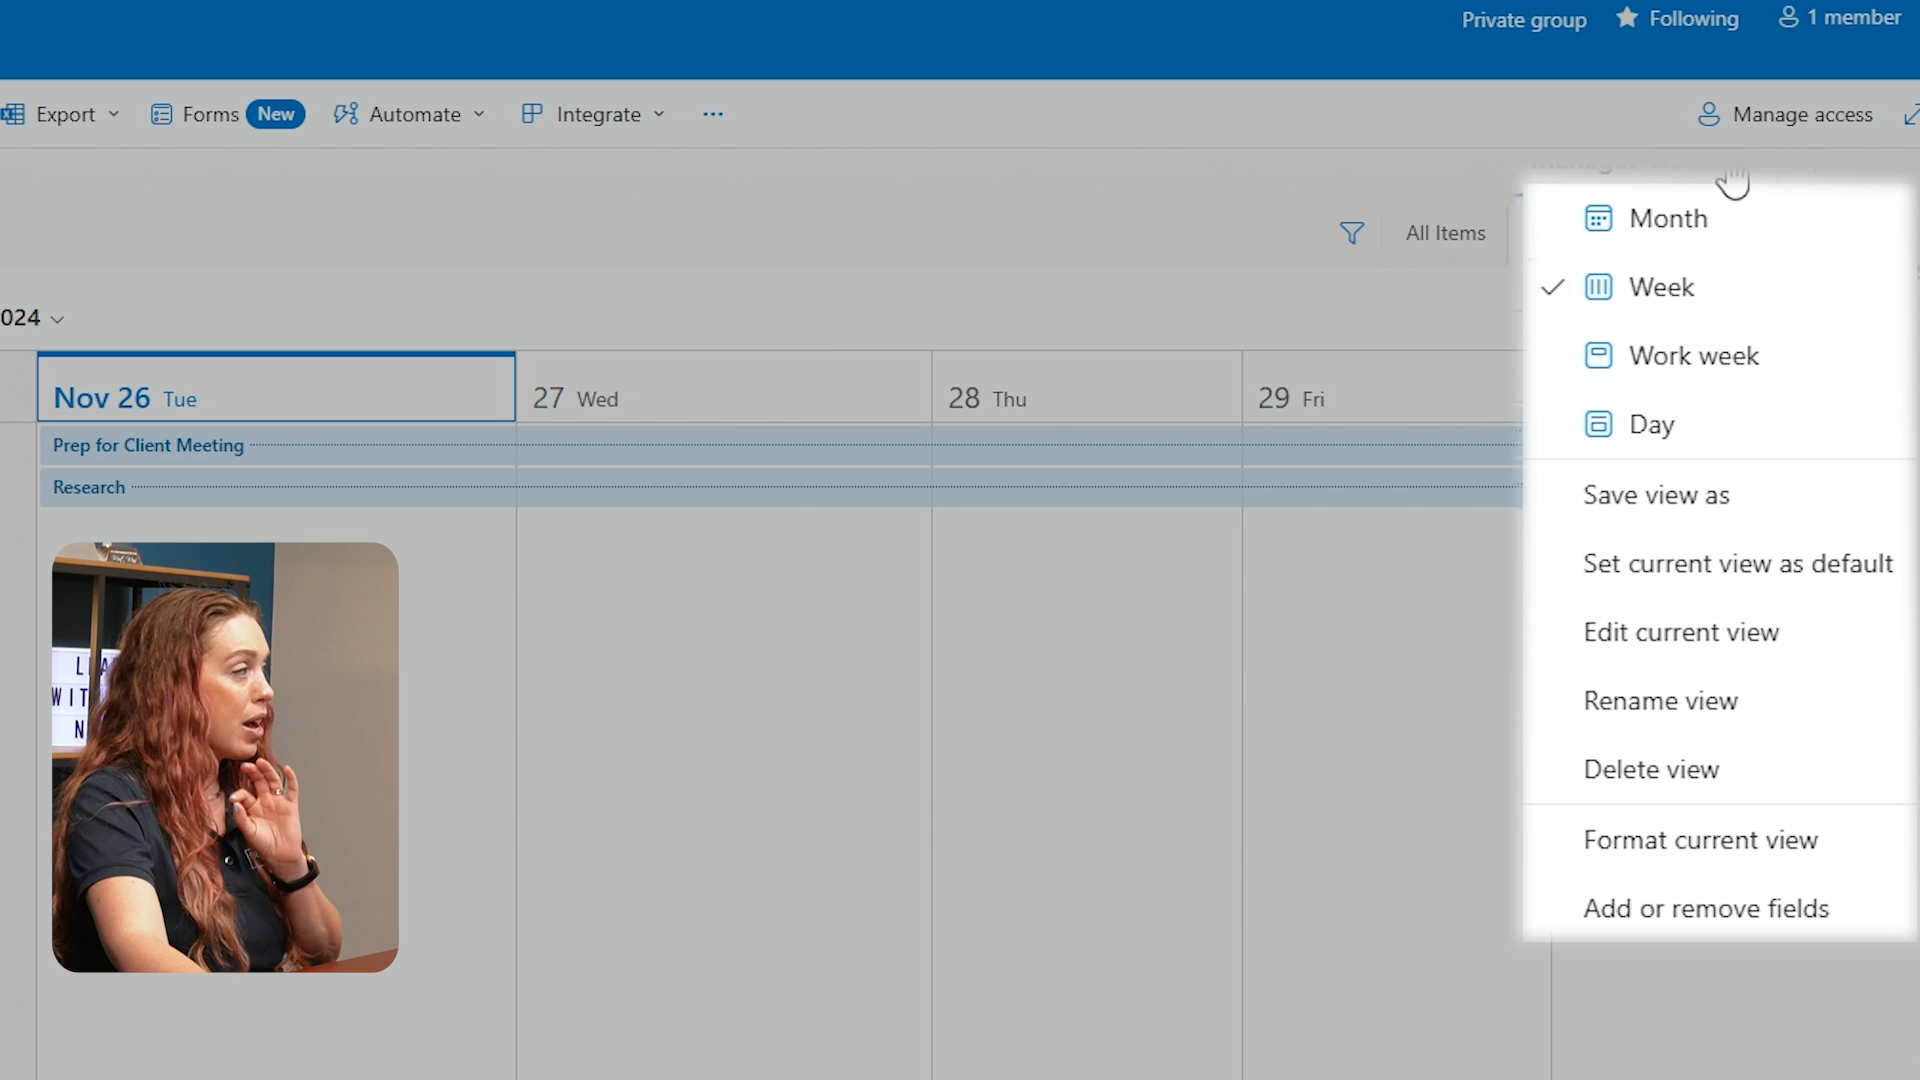 Private group Following 1 member
Export Forms New Automate Integrate ... Manage access
All Items
Month
Week
Work week
Day
Save view as
Set current view as default
Edit current view
Rename view
Delete view
Format current view
Add or remove fields
024
Nov 26 Tue 27 Wed 28 Thu 29 Fri
Prep for Client Meeting
Research
L A
WIT
N